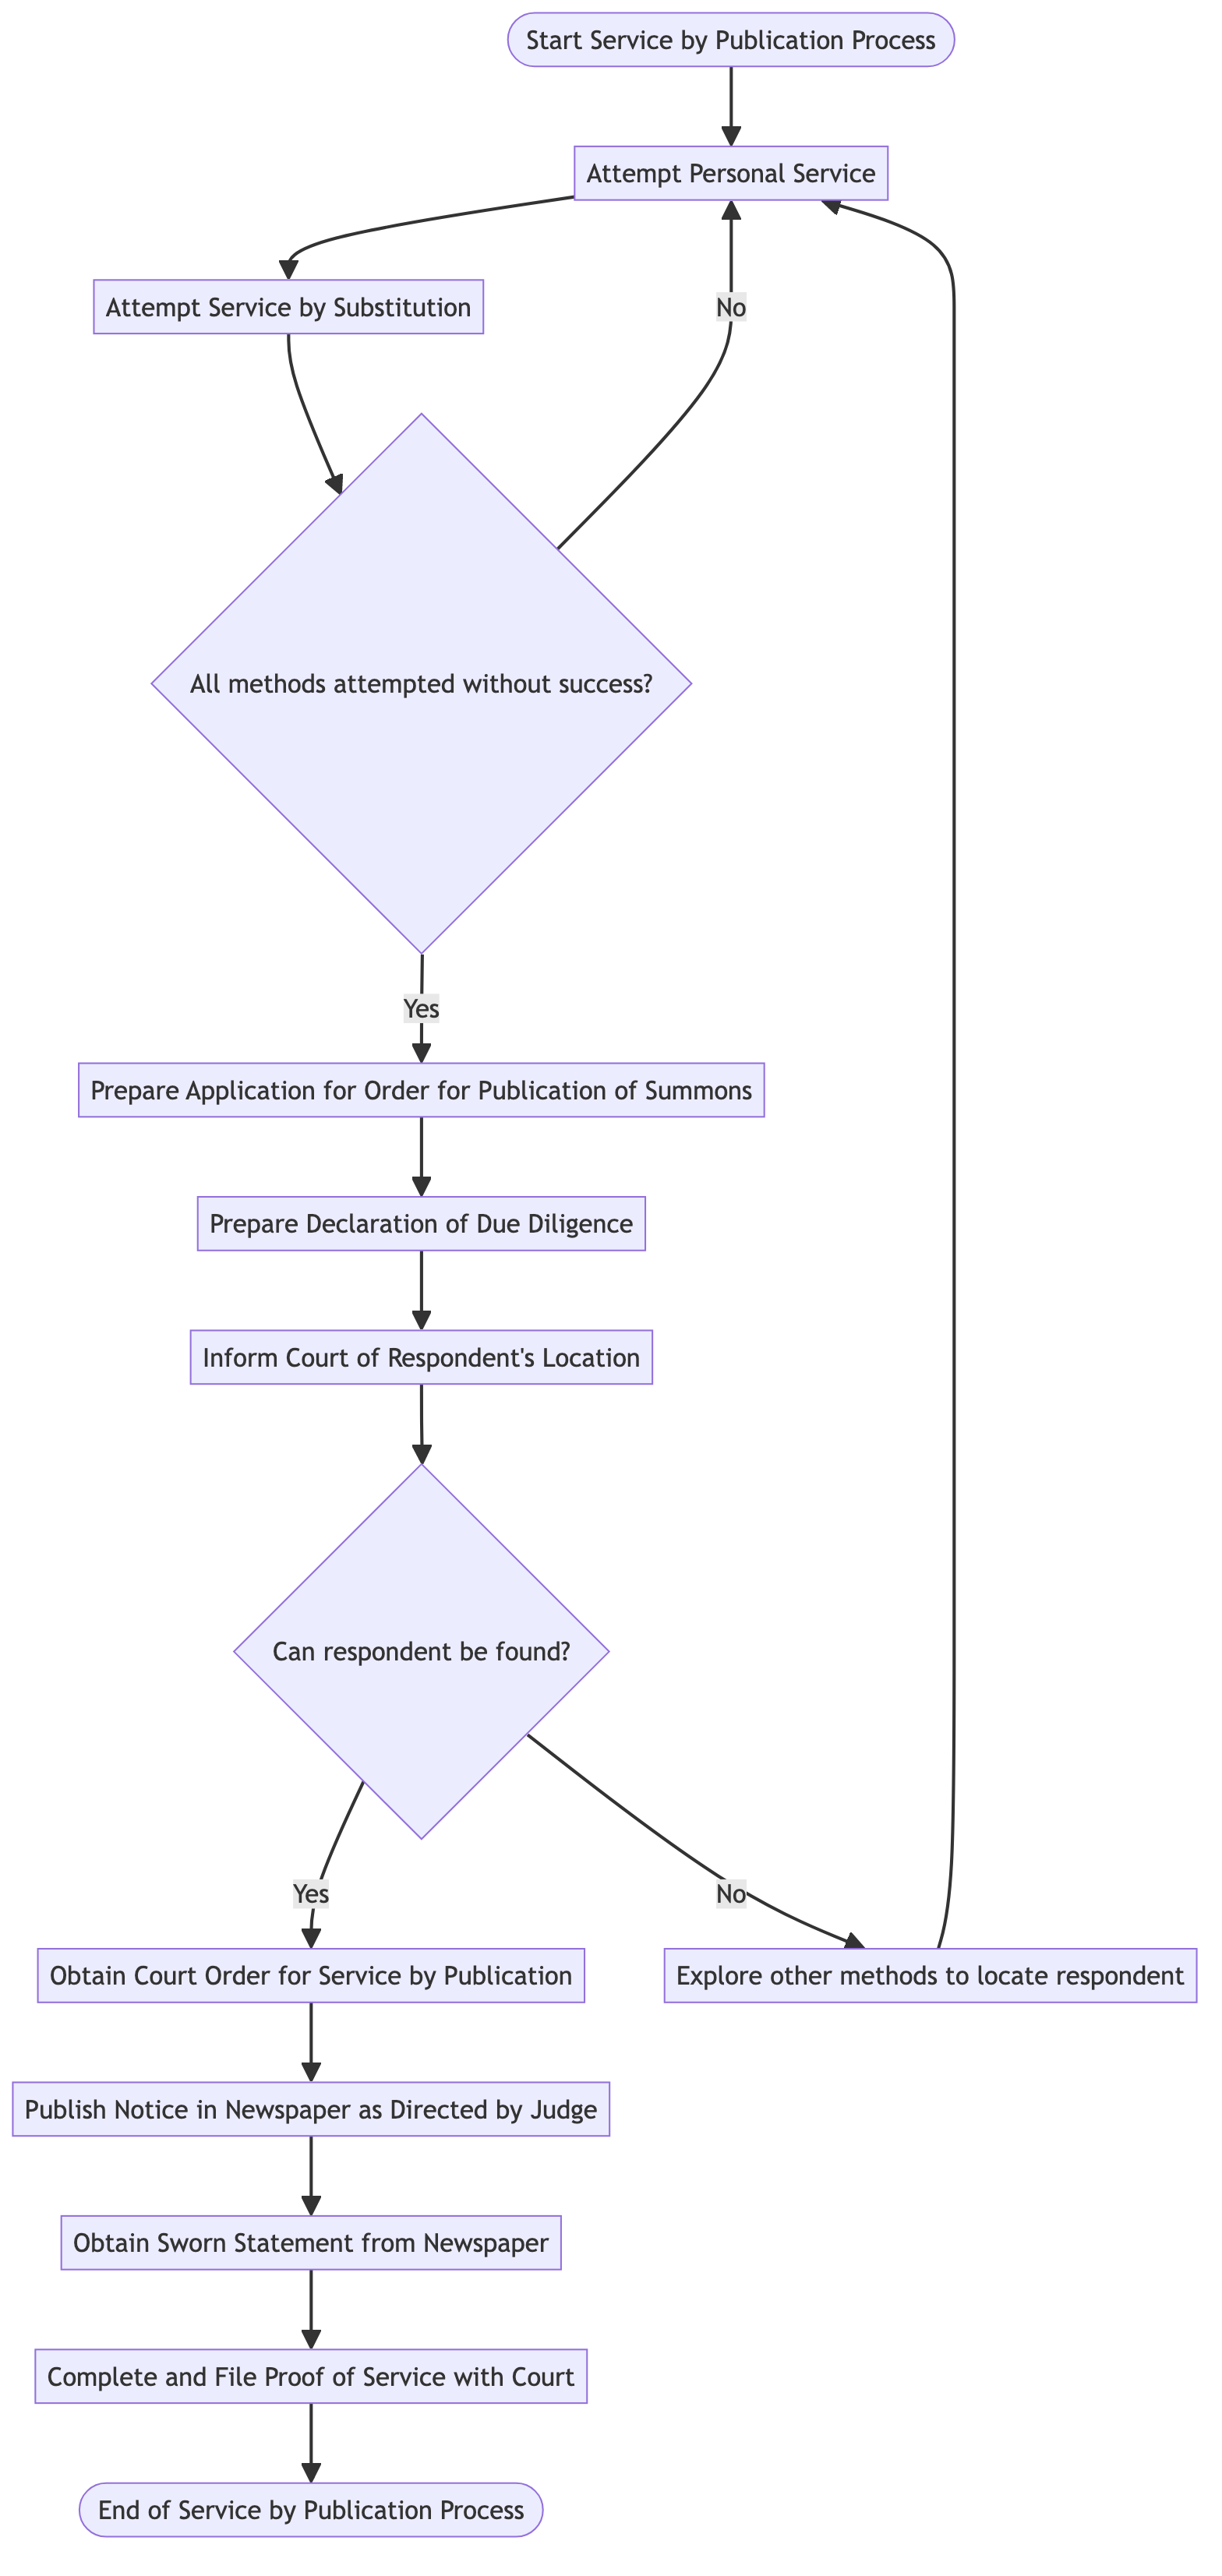 Start Service by Publication Process
Attempt Personal Service
Attempt Service by Substitution
No
All methods attempted without success?
Yes
Prepare Application for Order for Publication of Summons
Prepare Declaration of Due Diligence
Inform Court of Respondent's Location
Can respondent be found?
Yes
No
Obtain Court Order for Service by Publication
Explore other methods to locate respondent
Publish Notice in Newspaper as Directed by Judge
Obtain Sworn Statement from Newspaper
Complete and File Proof of Service with Court
End of Service by Publication Process